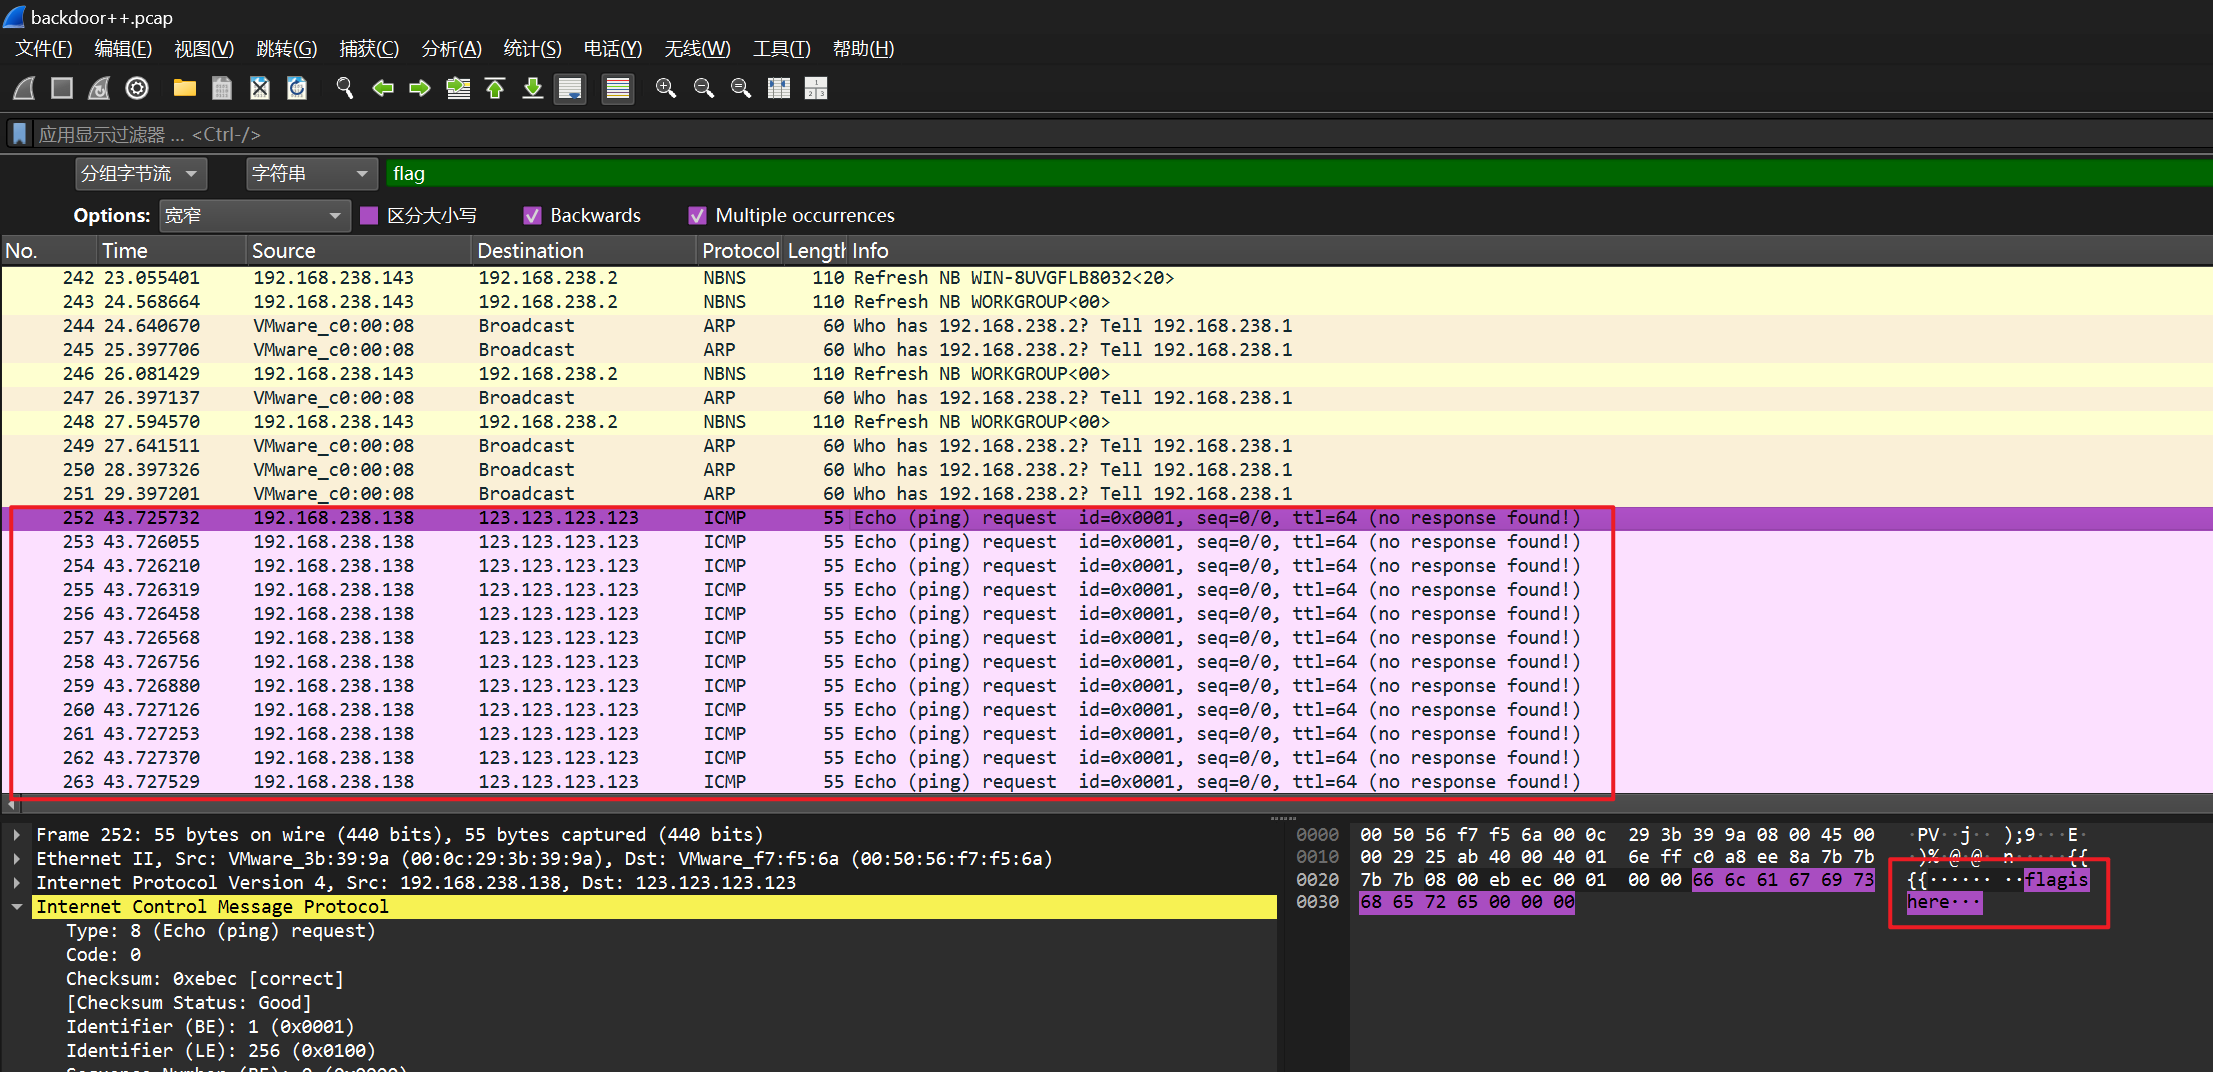 backdoor++.pcap
文件(F) 编辑(E) 视图(V) 跳转(G) 捕获(C) 分析(A) 统计(S) 电话(Y) 无线(W) 工具(T) 帮助(H)
应用显示过滤器 … <Ctrl-/>
分组字节流 字符串 flag
Options: 宽窄 区分大小写 Backwards Multiple occurrences
No. Time Source Destination Protocol Length Info
242 23.055401 192.168.238.143 192.168.238.2 NBNS 110 Refresh NB WIN-8UVGFLB8032<20>
243 24.568664 192.168.238.143 192.168.238.2 NBNS 110 Refresh NB WORKGROUP<00>
244 24.640670 VMware_c0:00:08 Broadcast ARP 60 Who has 192.168.238.2? Tell 192.168.238.1
245 25.397706 VMware_c0:00:08 Broadcast ARP 60 Who has 192.168.238.2? Tell 192.168.238.1
246 26.081429 192.168.238.143 192.168.238.2 NBNS 110 Refresh NB WORKGROUP<00>
247 26.397137 VMware_c0:00:08 Broadcast ARP 60 Who has 192.168.238.2? Tell 192.168.238.1
248 27.594570 192.168.238.143 192.168.238.2 NBNS 110 Refresh NB WORKGROUP<00>
249 27.641511 VMware_c0:00:08 Broadcast ARP 60 Who has 192.168.238.2? Tell 192.168.238.1
250 28.397326 VMware_c0:00:08 Broadcast ARP 60 Who has 192.168.238.2? Tell 192.168.238.1
251 29.397201 VMware_c0:00:08 Broadcast ARP 60 Who has 192.168.238.2? Tell 192.168.238.1
252 43.725732 192.168.238.138 123.123.123.123 ICMP 55 Echo (ping) request id=0x0001, seq=0/0, ttl=64 (no response found!)
253 43.726055 192.168.238.138 123.123.123.123 ICMP 55 Echo (ping) request id=0x0001, seq=0/0, ttl=64 (no response found!)
254 43.726210 192.168.238.138 123.123.123.123 ICMP 55 Echo (ping) request id=0x0001, seq=0/0, ttl=64 (no response found!)
255 43.726319 192.168.238.138 123.123.123.123 ICMP 55 Echo (ping) request id=0x0001, seq=0/0, ttl=64 (no response found!)
256 43.726458 192.168.238.138 123.123.123.123 ICMP 55 Echo (ping) request id=0x0001, seq=0/0, ttl=64 (no response found!)
257 43.726568 192.168.238.138 123.123.123.123 ICMP 55 Echo (ping) request id=0x0001, seq=0/0, ttl=64 (no response found!)
258 43.726756 192.168.238.138 123.123.123.123 ICMP 55 Echo (ping) request id=0x0001, seq=0/0, ttl=64 (no response found!)
259 43.726880 192.168.238.138 123.123.123.123 ICMP 55 Echo (ping) request id=0x0001, seq=0/0, ttl=64 (no response found!)
260 43.727126 192.168.238.138 123.123.123.123 ICMP 55 Echo (ping) request id=0x0001, seq=0/0, ttl=64 (no response found!)
261 43.727253 192.168.238.138 123.123.123.123 ICMP 55 Echo (ping) request id=0x0001, seq=0/0, ttl=64 (no response found!)
262 43.727370 192.168.238.138 123.123.123.123 ICMP 55 Echo (ping) request id=0x0001, seq=0/0, ttl=64 (no response found!)
263 43.727529 192.168.238.138 123.123.123.123 ICMP 55 Echo (ping) request id=0x0001, seq=0/0, ttl=64 (no response found!)
Frame 252: 55 bytes on wire (440 bits), 55 bytes captured (440 bits)
Ethernet II, Src: VMware_3b:39:9a (00:0c:29:3b:39:9a), Dst: VMware_f7:f5:6a (00:50:56:f7:f5:6a)
Internet Protocol Version 4, Src: 192.168.238.138, Dst: 123.123.123.123
Internet Control Message Protocol
Type: 8 (Echo (ping) request)
Code: 0
Checksum: 0xebec [correct]
[Checksum Status: Good]
Identifier (BE): 1 (0x0001)
Identifier (LE): 256 (0x0100)
Sequence Number (BE): 0 (0x0000)
0000 00 50 56 f7 f5 6a 00 0c 29 3b 39 9a 08 00 45 00 ·PV··j·· );9···E·
0010 00 29 25 ab 40 00 40 01 6e ff c0 a8 ee 8a 7b 7b ·)%·@·@· n·····{{
0020 7b 7b 08 00 eb ec 00 01 00 00 66 6c 61 67 69 73 {{······ ··flagis
0030 68 65 72 65 00 00 00 here···